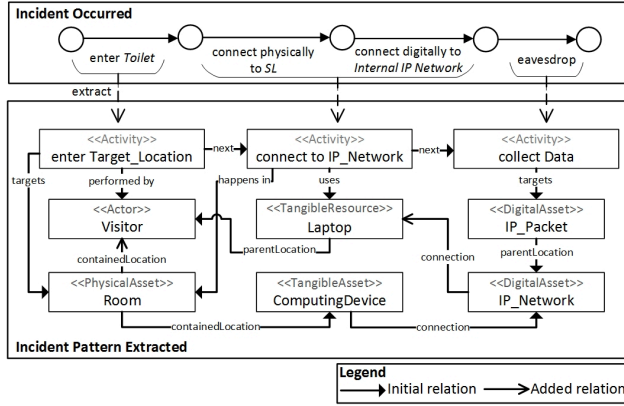 Incident Occurred
enter Toilet
connect physically
to SL
connect digitally to
Internal IP Network
eavesdrop
extract
<<Activity>>
enter Target_Location
next
<<Activity>>
connect to IP_Network
next
<<Activity>>
collect Data
targets
performed by
happens in
uses
targets
<<Actor>>
Visitor
<<TangibleResource>>
Laptop
<<DigitalAsset>>
IP_Packet
containedLocation
parentLocation
connection
parentLocation
<<PhysicalAsset>>
Room
<<TangibleAsset>>
ComputingDevice
<<DigitalAsset>>
IP_Network
containedLocation
connection
Incident Pattern Extracted
Legend
Initial relation
Added relation